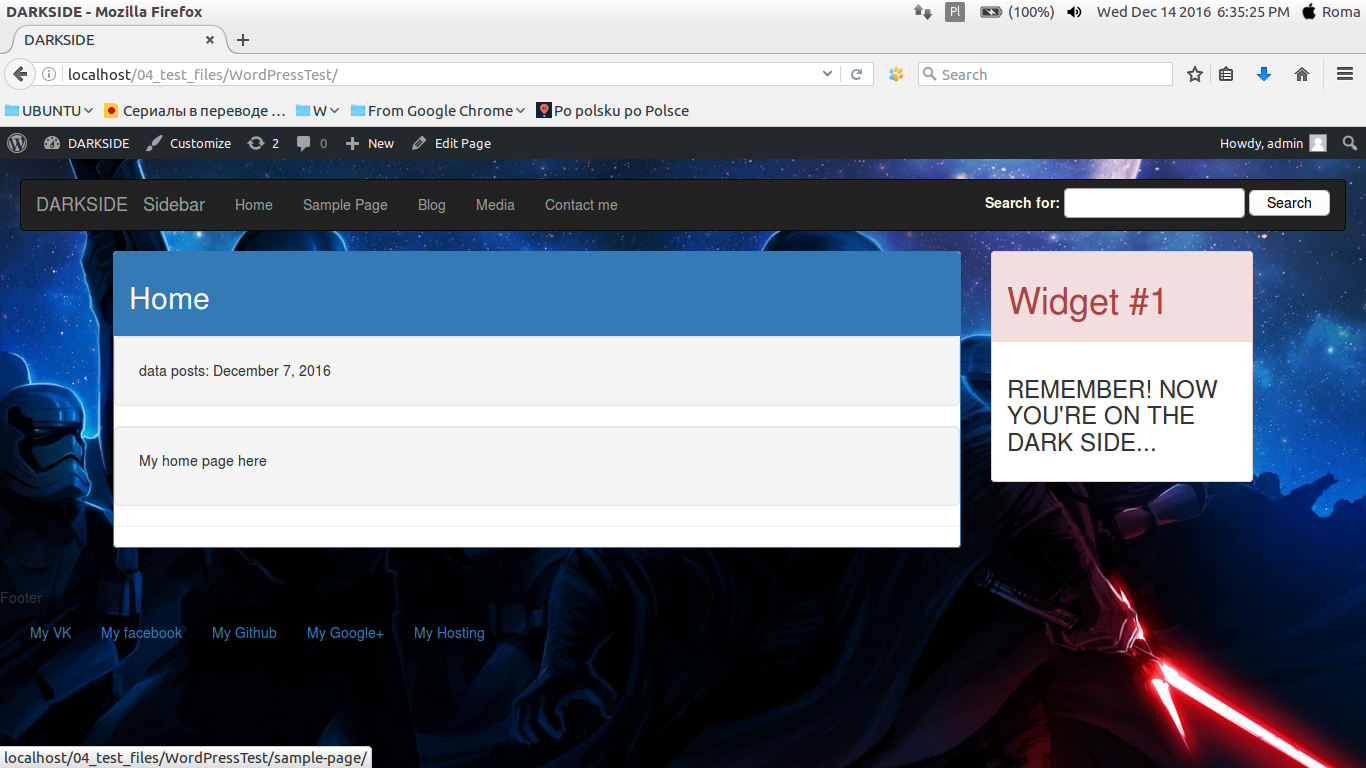 DARKSIDE - Mozilla Firefox
Pl (100%) Wed Dec 14 2016 6:35:25 PM Roma
DARKSIDE
localhost/04_test_files/WordPressTest/
Search
UBUNTU Сериалы в переводе ... W From Google Chrome Po polsku po Polsce
DARKSIDE Customize 2 0 New Edit Page Howdy, admin
DARKSIDE Sidebar Home Sample Page Blog Media Contact me Search for: Search
Home
data posts: December 7, 2016
My home page here
Widget #1
REMEMBER! NOW
YOU'RE ON THE
DARK SIDE...
Footer
My VK My facebook My Github My Google+ My Hosting
localhost/04_test_files/WordPressTest/sample-page/